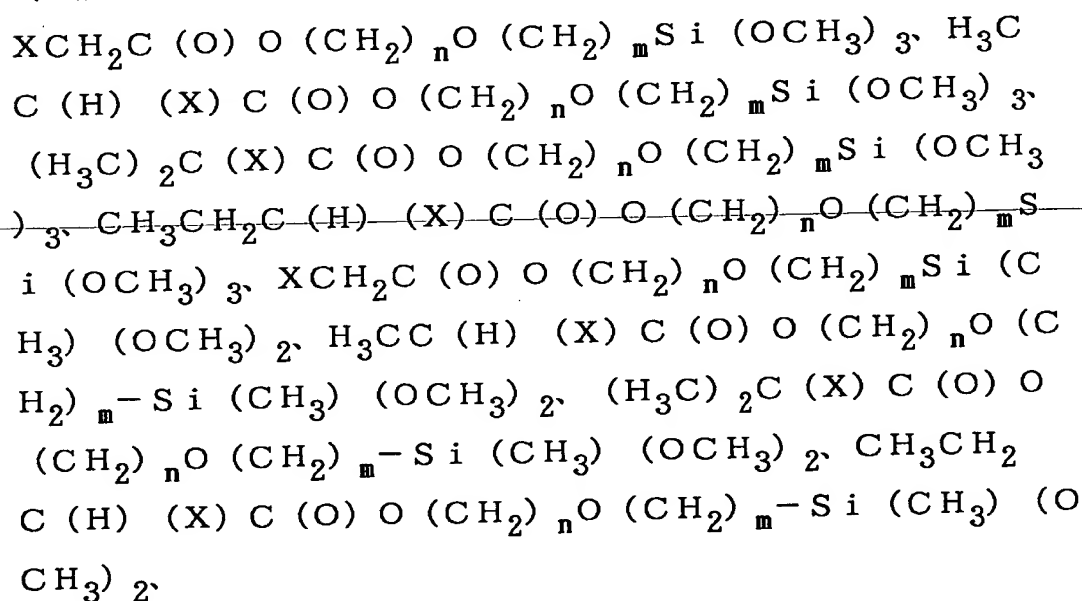 XCH₂C (O) O (CH₂) ₙO (CH₂) ₘSi (OCH₃) ₃、H₃C
C (H) (X) C (O) O (CH₂) ₙO (CH₂) ₘSi (OCH₃) ₃、
(H₃C) ₂C (X) C (O) O (CH₂) ₙO (CH₂) ₘSi (OCH₃
) ₃、CH₃CH₂C (H) (X) C (O) O (CH₂) ₙO (CH₂) ₘS
i (OCH₃) ₃、XCH₂C (O) O (CH₂) ₙO (CH₂) ₘSi (C
H₃) (OCH₃) ₂、H₃CC (H) (X) C (O) O (CH₂) ₙO (C
H₂) ₘ−Si (CH₃) (OCH₃) ₂、(H₃C) ₂C (X) C (O) O
(CH₂) ₙO (CH₂) ₘ−Si (CH₃) (OCH₃) ₂、CH₃CH₂
C (H) (X) C (O) O (CH₂) ₙO (CH₂) ₘ−Si (CH₃) (O
CH₃) ₂、